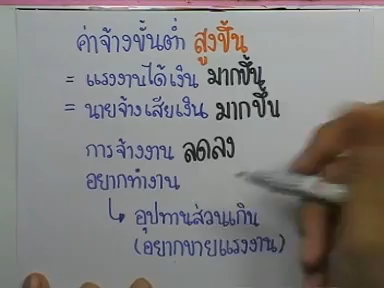 ค่าจ้างขั้นต่ำ สูงขึ้น
= แรงงานได้เงิน มากขึ้น
= นายจ้างเสียเงิน มากขึ้น
การจ้างงาน ลดลง
อยากทำงาน
↳ อุปทานส่วนเกิน
(อยากขายแรงงาน)